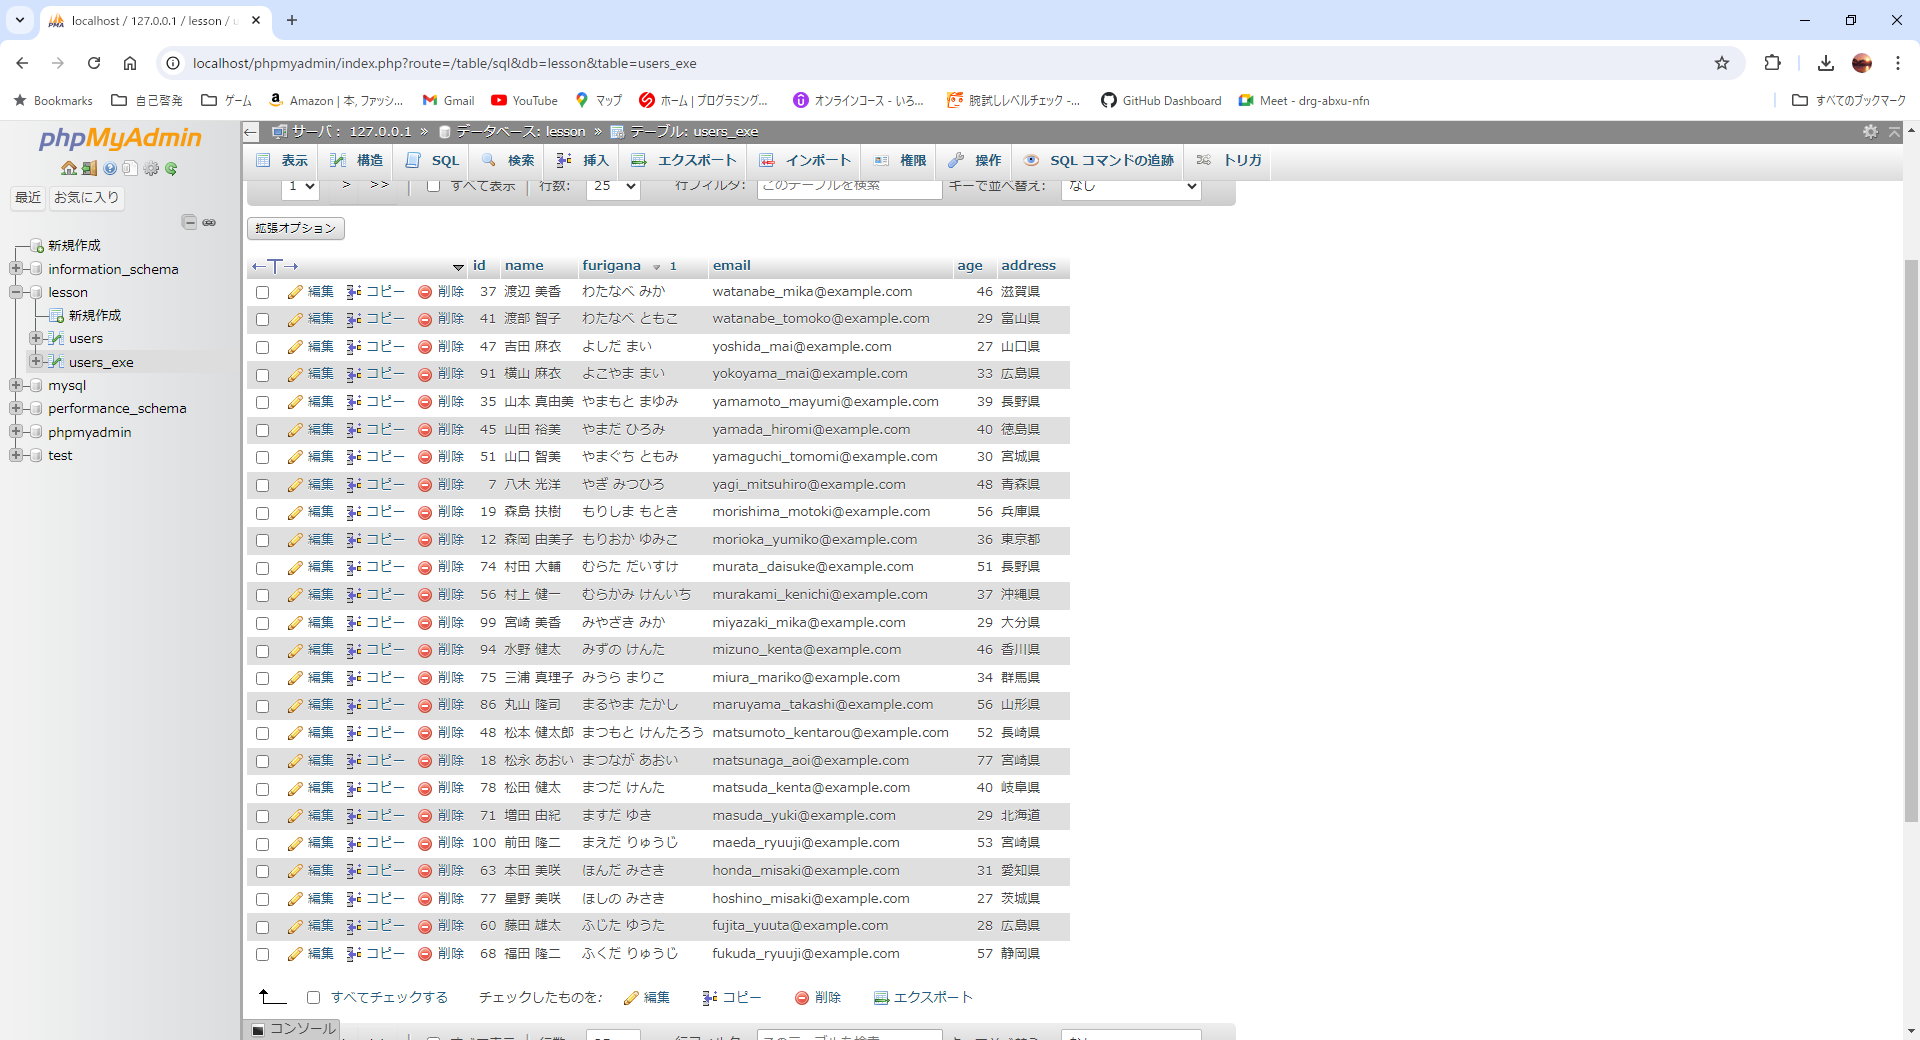 localhost / 127.0.0.1 / lesson / u
localhost/phpmyadmin/index.php?route=/table/sql&db=lesson&table=users_exe
Bookmarks 自己啓発 ゲーム Amazon | 本, ファッシ... Gmail YouTube マップ ホーム | プログラミング... オンラインコース - いろ... 腕試しレベルチェック -... GitHub Dashboard Meet - drg-abxu-nfn すべてのブックマーク
phpMyAdmin
最近 お気に入り
新規作成
information_schema
lesson
新規作成
users
users_exe
mysql
performance_schema
phpmyadmin
test
サーバ: 127.0.0.1 » データベース: lesson » テーブル: users_exe
表示 構造 SQL 検索 挿入 エクスポート インポート 権限 操作 SQL コマンドの追跡 トリガ
1 > >> すべて表示 行数: 25 行フィルタ: このテーブルを検索 キーで並べ替え: なし
拡張オプション
←T→ id name furigana 1 email age address
編集 コピー 削除 37 渡辺 美香 わたなべ みか watanabe_mika@example.com 46 滋賀県
編集 コピー 削除 41 渡部 智子 わたなべ ともこ watanabe_tomoko@example.com 29 富山県
編集 コピー 削除 47 吉田 麻衣 よしだ まい yoshida_mai@example.com 27 山口県
編集 コピー 削除 91 横山 麻衣 よこやま まい yokoyama_mai@example.com 33 広島県
編集 コピー 削除 35 山本 真由美 やまもと まゆみ yamamoto_mayumi@example.com 39 長野県
編集 コピー 削除 45 山田 裕美 やまだ ひろみ yamada_hiromi@example.com 40 徳島県
編集 コピー 削除 51 山口 智美 やまぐち ともみ yamaguchi_tomomi@example.com 30 宮城県
編集 コピー 削除 7 八木 光洋 やぎ みつひろ yagi_mitsuhiro@example.com 48 青森県
編集 コピー 削除 19 森島 扶樹 もりしま もとき morishima_motoki@example.com 56 兵庫県
編集 コピー 削除 12 森岡 由美子 もりおか ゆみこ morioka_yumiko@example.com 36 東京都
編集 コピー 削除 74 村田 大輔 むらた だいすけ murata_daisuke@example.com 51 長野県
編集 コピー 削除 56 村上 健一 むらかみ けんいち murakami_kenichi@example.com 37 沖縄県
編集 コピー 削除 99 宮崎 美香 みやざき みか miyazaki_mika@example.com 29 大分県
編集 コピー 削除 94 水野 健太 みずの けんた mizuno_kenta@example.com 46 香川県
編集 コピー 削除 75 三浦 真理子 みうら まりこ miura_mariko@example.com 34 群馬県
編集 コピー 削除 86 丸山 隆司 まるやま たかし maruyama_takashi@example.com 56 山形県
編集 コピー 削除 48 松本 健太郎 まつもと けんたろう matsumoto_kentarou@example.com 52 長崎県
編集 コピー 削除 18 松永 あおい まつなが あおい matsunaga_aoi@example.com 77 宮崎県
編集 コピー 削除 78 松田 健太 まつだ けんた matsuda_kenta@example.com 40 岐阜県
編集 コピー 削除 71 増田 由紀 ますだ ゆき masuda_yuki@example.com 29 北海道
編集 コピー 削除 100 前田 隆二 まえだ りゅうじ maeda_ryuuji@example.com 53 宮崎県
編集 コピー 削除 63 本田 美咲 ほんだ みさき honda_misaki@example.com 31 愛知県
編集 コピー 削除 77 星野 美咲 ほしの みさき hoshino_misaki@example.com 27 茨城県
編集 コピー 削除 60 藤田 雄太 ふじた ゆうた fujita_yuuta@example.com 28 広島県
編集 コピー 削除 68 福田 隆二 ふくだ りゅうじ fukuda_ryuuji@example.com 57 静岡県
すべてチェックする チェックしたものを: 編集 コピー 削除 エクスポート
コンソール